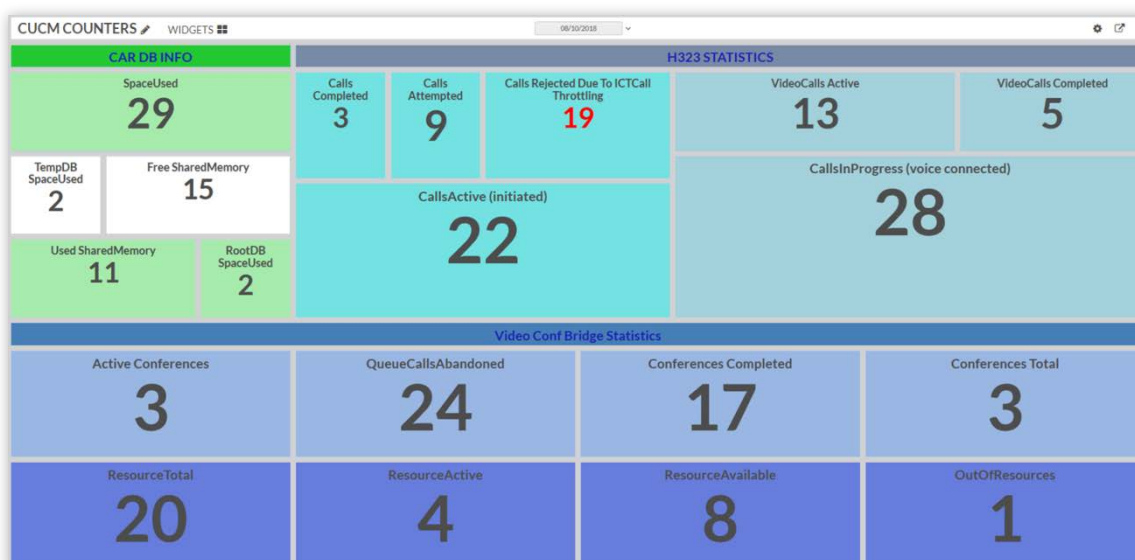 CUCM COUNTERS WIDGETS 08/10/2018
CAR DB INFO
SpaceUsed
29
TempDB
SpaceUsed
2
Free SharedMemory
15
Used SharedMemory
11
RootDB
SpaceUsed
2
H323 STATISTICS
Calls
Completed
3
Calls
Attempted
9
Calls Rejected Due To ICTCall
Throttling
19
VideoCalls Active
13
VideoCalls Completed
5
CallsActive (initiated)
22
CallsInProgress (voice connected)
28
Video Conf Bridge Statistics
Active Conferences
3
QueueCallsAbandoned
24
Conferences Completed
17
Conferences Total
3
ResourceTotal
20
ResourceActive
4
ResourceAvailable
8
OutOfResources
1